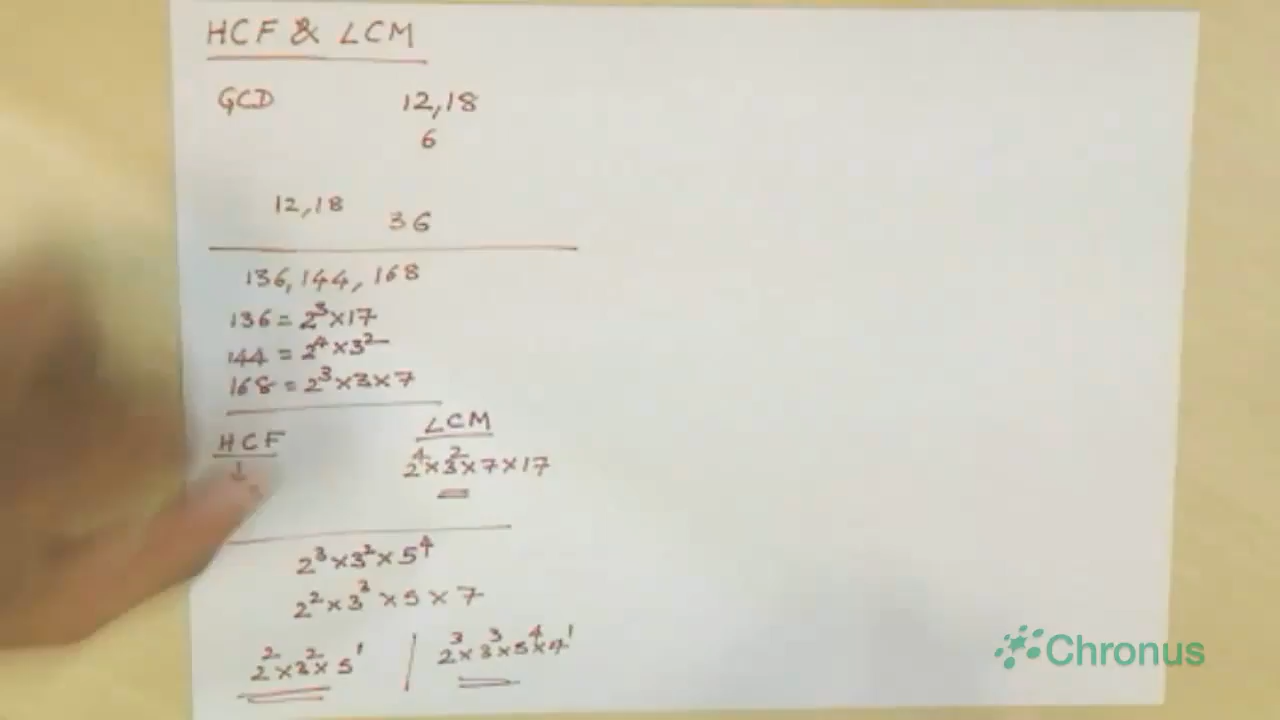 HCF & LCM
GCD 12,18
6
12,18 36
136, 144, 168
136 = 2³×17
144 = 2⁴×3²
168 = 2³×3×7
HCF LCM
2⁴×3²×7×17
2³×3²×5⁴
2²×3³×5×7
2²×3²×5¹ | 2³×3³×5⁴×7¹
Chronus